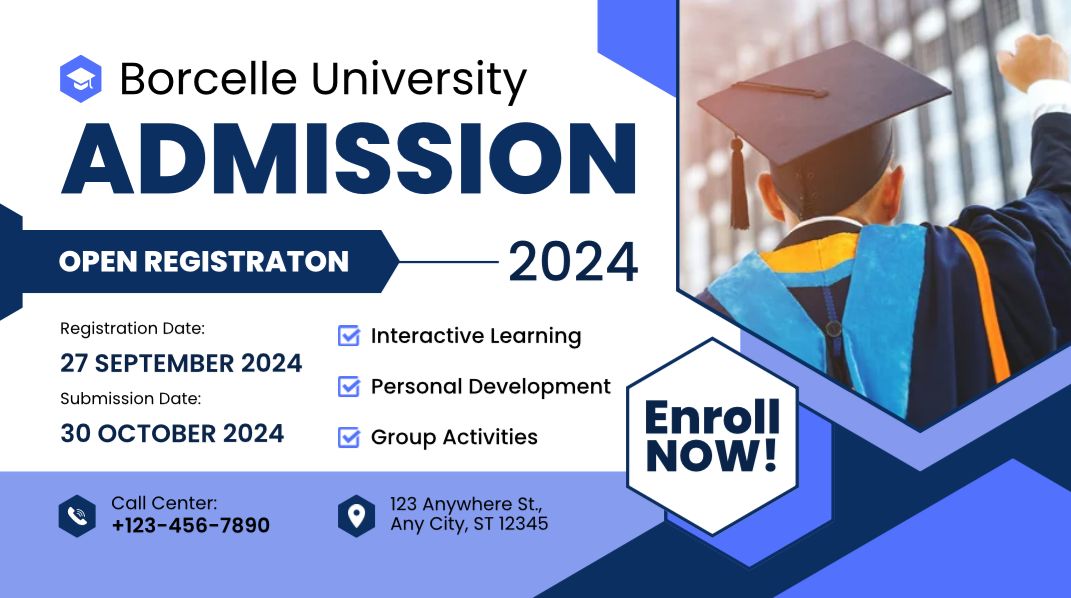 Borcelle University
ADMISSION
OPEN REGISTRATON
2024
Registration Date:
27 SEPTEMBER 2024
Submission Date:
30 OCTOBER 2024
Interactive Learning
Personal Development
Group Activities
Enroll
NOW!
Call Center:
+123-456-7890
123 Anywhere St.,
Any City, ST 12345